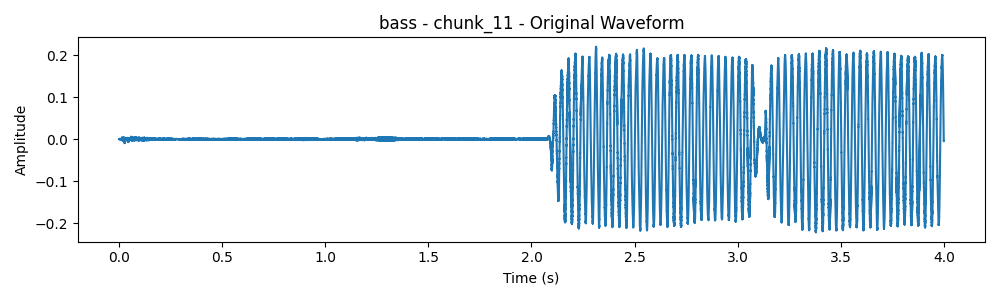 bass - chunk_11 - Original Waveform
Amplitude
0.2
0.1
0.0
−0.1
−0.2
0.0 0.5 1.0 1.5 2.0 2.5 3.0 3.5 4.0
Time (s)